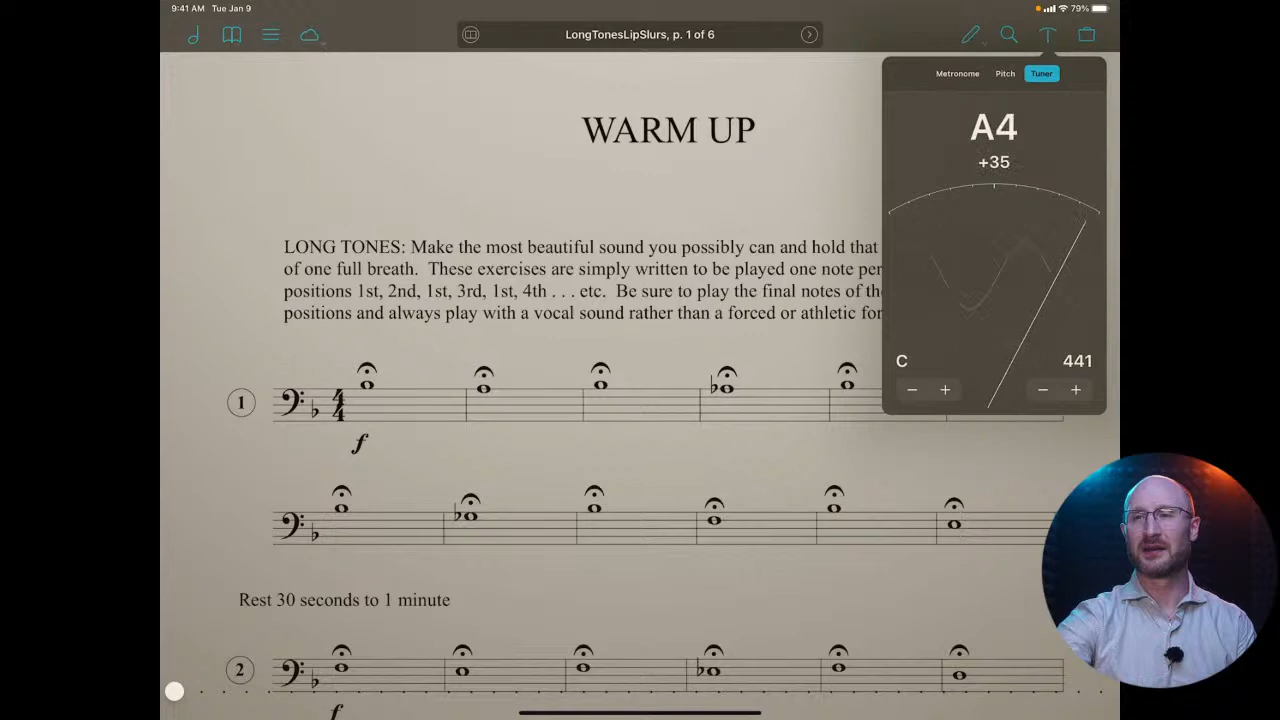 9:41 AM Tue Jan 9
79%
LongTonesLipSlurs, p. 1 of 6
Metronome Pitch Tuner
A4
+35
C 441
WARM UP
LONG TONES: Make the most beautiful sound you possibly can and hold that
of one full breath. These exercises are simply written to be played one note per
positions 1st, 2nd, 1st, 3rd, 1st, 4th . . . etc. Be sure to play the final notes of
positions and always play with a vocal sound rather than a forced or athletic
1
4
4
f
Rest 30 seconds to 1 minute
2
f